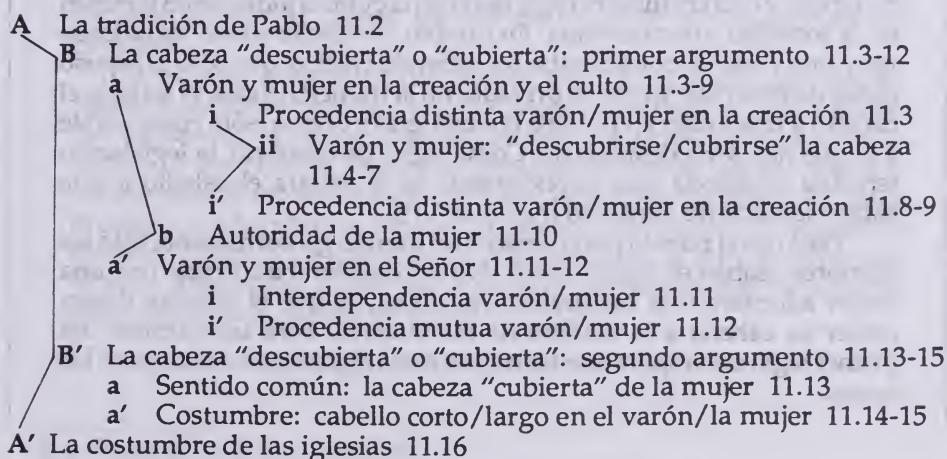 A La tradición de Pablo 11.2
B La cabeza "descubierta" o "cubierta": primer argumento 11.3-12
a Varón y mujer en la creación y el culto 11.3-9
i Procedencia distinta varón/mujer en la creación 11.3
ii Varón y mujer: "descubrirse/cubrirse" la cabeza
11.4-7
i' Procedencia distinta varón/mujer en la creación 11.8-9
b Autoridad de la mujer 11.10
a' Varón y mujer en el Señor 11.11-12
i Interdependencia varón/mujer 11.11
i' Procedencia mutua varón/mujer 11.12
B' La cabeza "descubierta" o "cubierta": segundo argumento 11.13-15
a Sentido común: la cabeza "cubierta" de la mujer 11.13
a' Costumbre: cabello corto/largo en el varón/la mujer 11.14-15
A' La costumbre de las iglesias 11.16